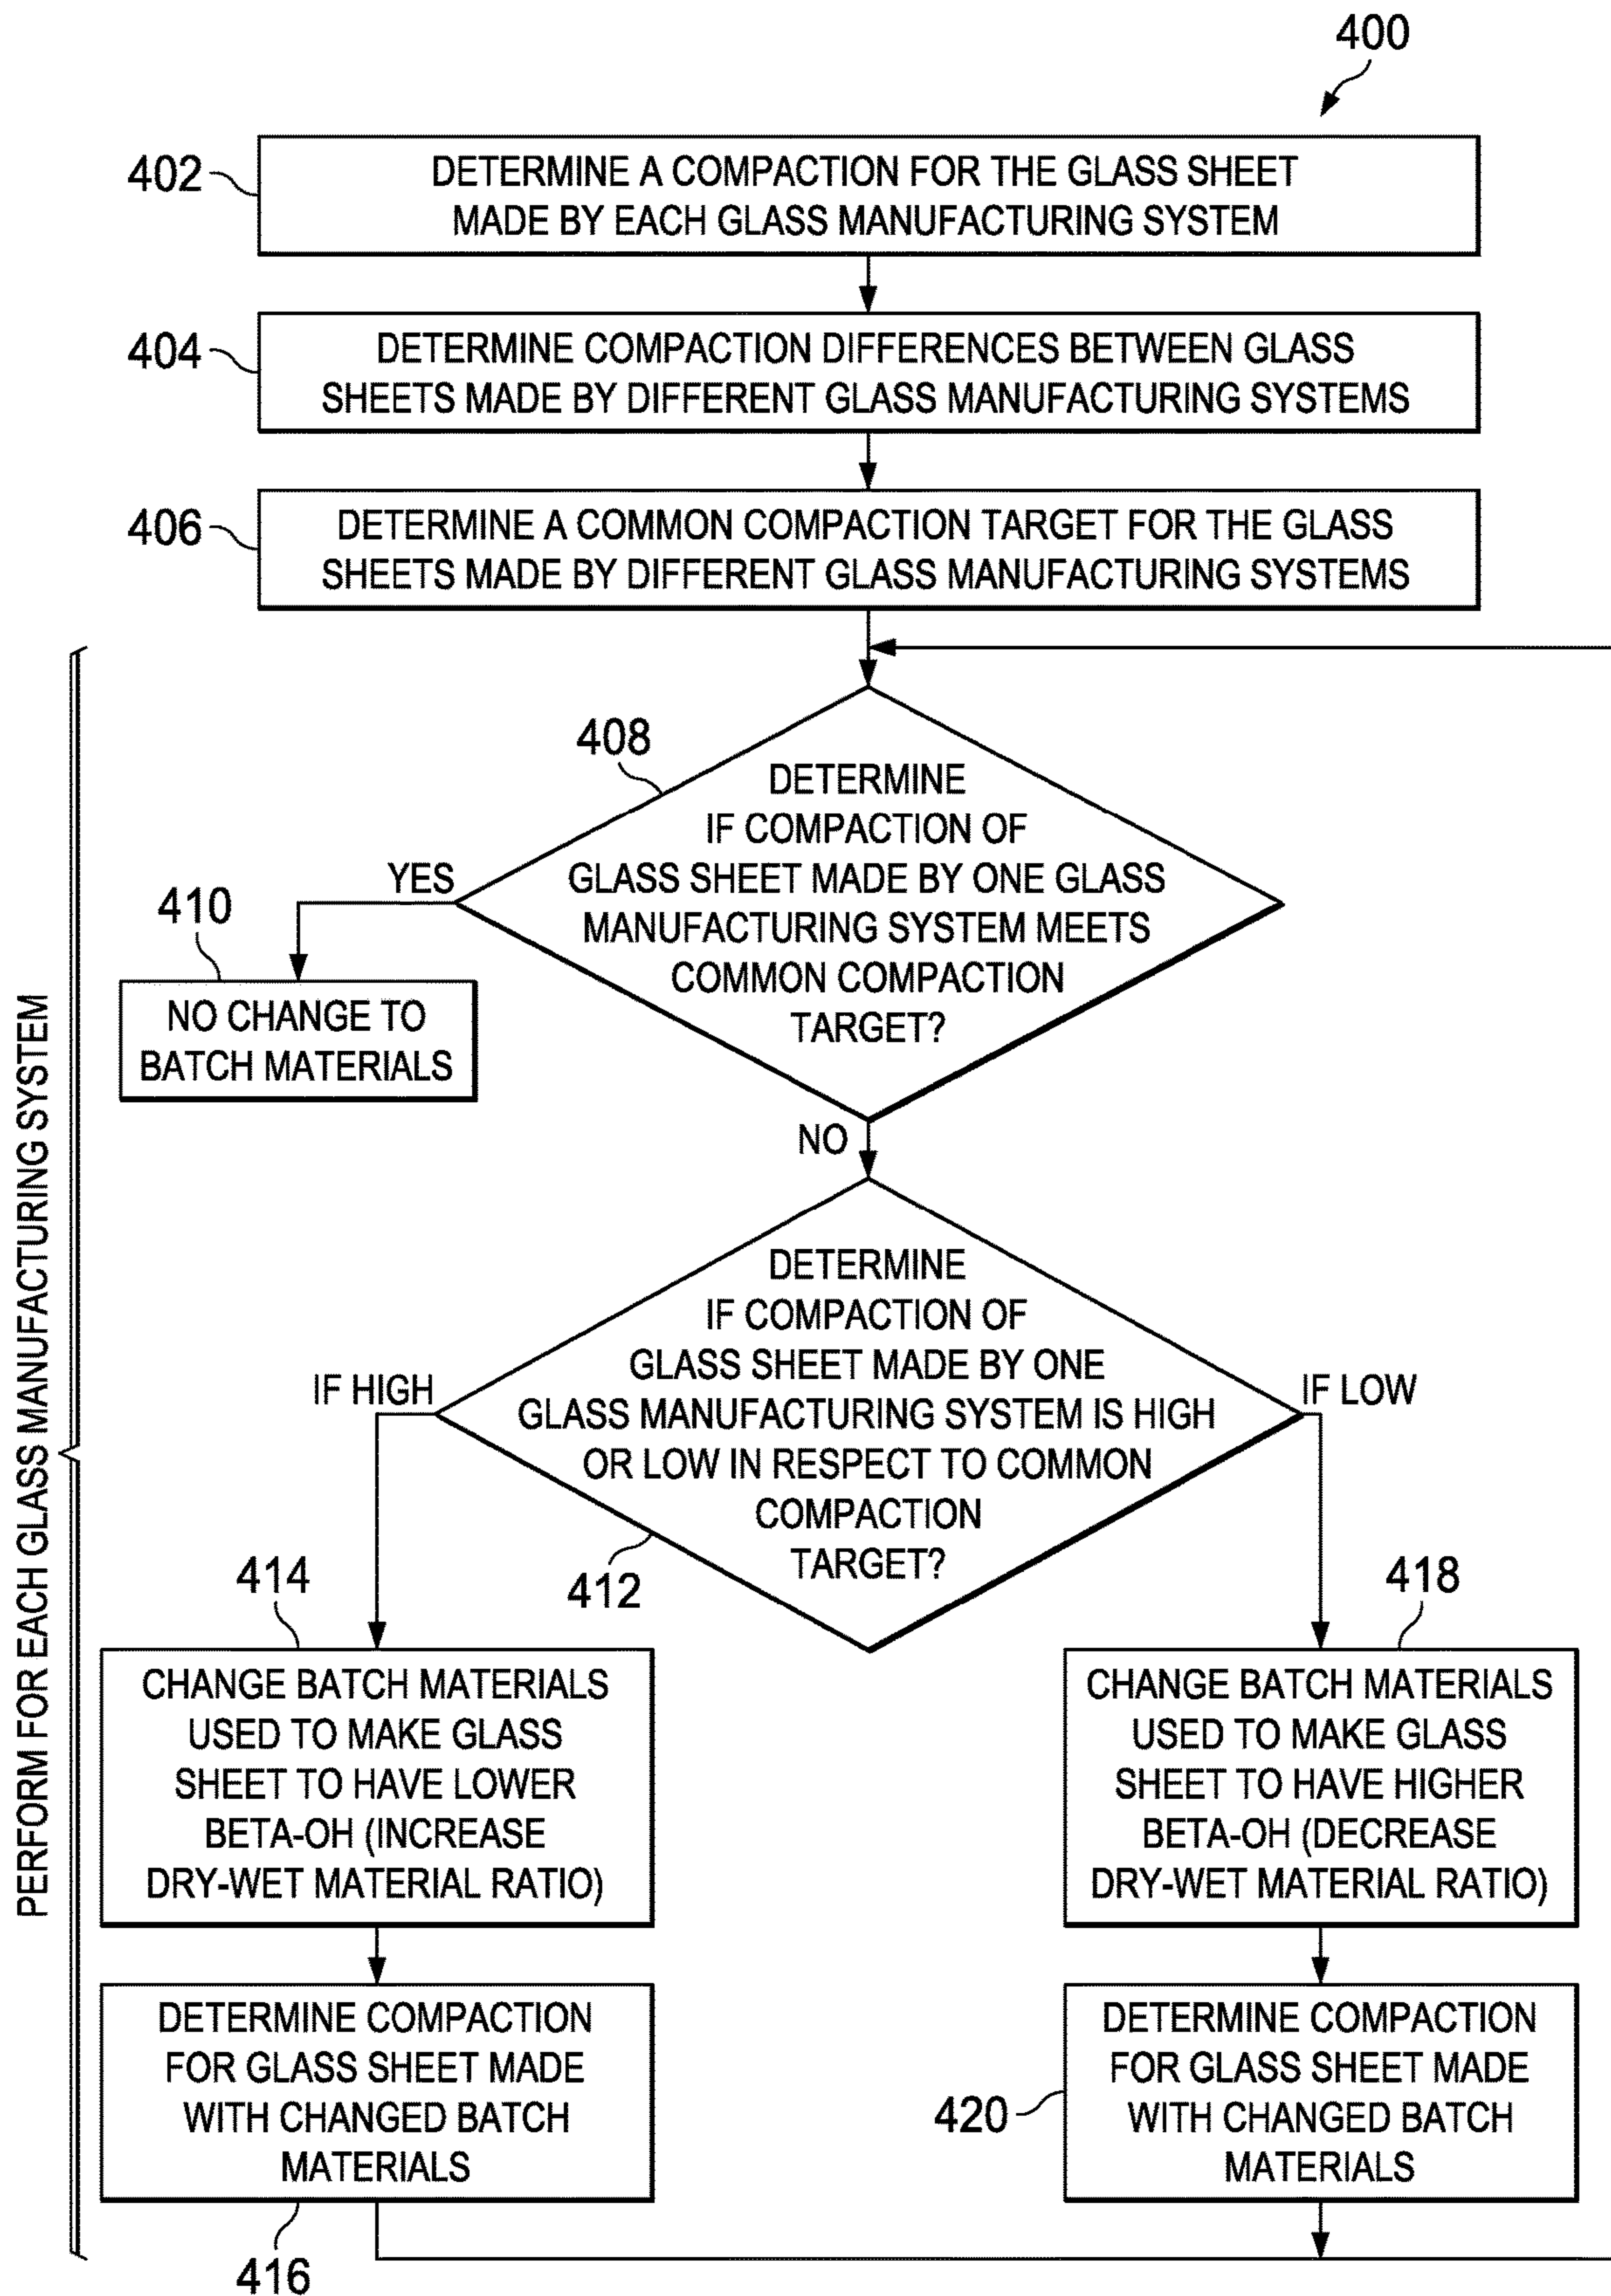 400
402
DETERMINE A COMPACTION FOR THE GLASS SHEET
MADE BY EACH GLASS MANUFACTURING SYSTEM
404
DETERMINE COMPACTION DIFFERENCES BETWEEN GLASS
SHEETS MADE BY DIFFERENT GLASS MANUFACTURING SYSTEMS
406
DETERMINE A COMMON COMPACTION TARGET FOR THE GLASS
SHEETS MADE BY DIFFERENT GLASS MANUFACTURING SYSTEMS
PERFORM FOR EACH GLASS MANUFACTURING SYSTEM
408
DETERMINE
IF COMPACTION OF
GLASS SHEET MADE BY ONE GLASS
MANUFACTURING SYSTEM MEETS
COMMON COMPACTION
TARGET?
YES
410
NO CHANGE TO
BATCH MATERIALS
NO
DETERMINE
IF COMPACTION OF
GLASS SHEET MADE BY ONE
GLASS MANUFACTURING SYSTEM IS HIGH
OR LOW IN RESPECT TO COMMON
COMPACTION
TARGET?
412
IF HIGH
IF LOW
414
CHANGE BATCH MATERIALS
USED TO MAKE GLASS
SHEET TO HAVE LOWER
BETA-OH (INCREASE
DRY-WET MATERIAL RATIO)
418
CHANGE BATCH MATERIALS
USED TO MAKE GLASS
SHEET TO HAVE HIGHER
BETA-OH (DECREASE
DRY-WET MATERIAL RATIO)
DETERMINE COMPACTION
FOR GLASS SHEET MADE
WITH CHANGED BATCH
MATERIALS
416
420
DETERMINE COMPACTION
FOR GLASS SHEET MADE
WITH CHANGED BATCH
MATERIALS